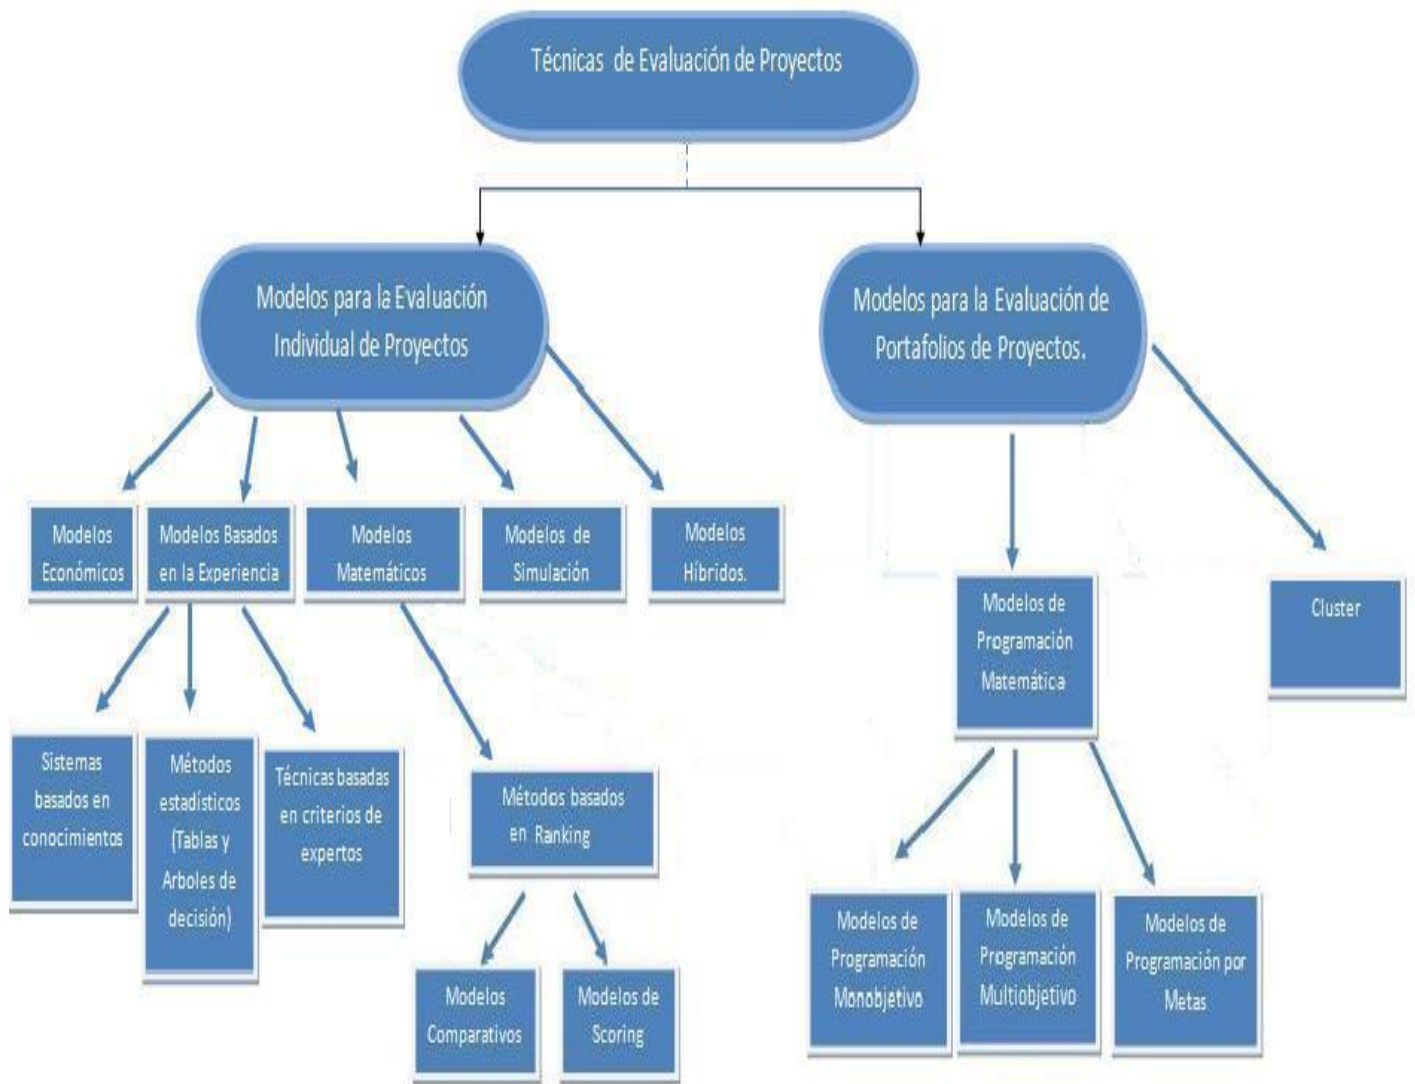 Técnicas de Evaluación de Proyectos
Modelos para la Evaluación
Individual de Proyectos
Modelos para la Evaluación de
Portafolios de Proyectos.
Modelos
Económicos
Modelos Basados
en la Experiencia
Modelos
Matemáticos
Modelos de
Simulación
Modelos
Híbridos.
Modelos de
Programación
Matemática
Cluster
Sistemas
basados en
conocimientos
Métodos
estadísticos
(Tablas y
Arboles de
decisión)
Técnicas basadas
en criterios de
expertos
Métodos basados
en Ranking
Modelos
Comparativos
Modelos de
Scoring
Modelos de
Programación
Monobjetivo
Modelos de
Programación
Multiobjetivo
Modelos de
Programación por
Metas